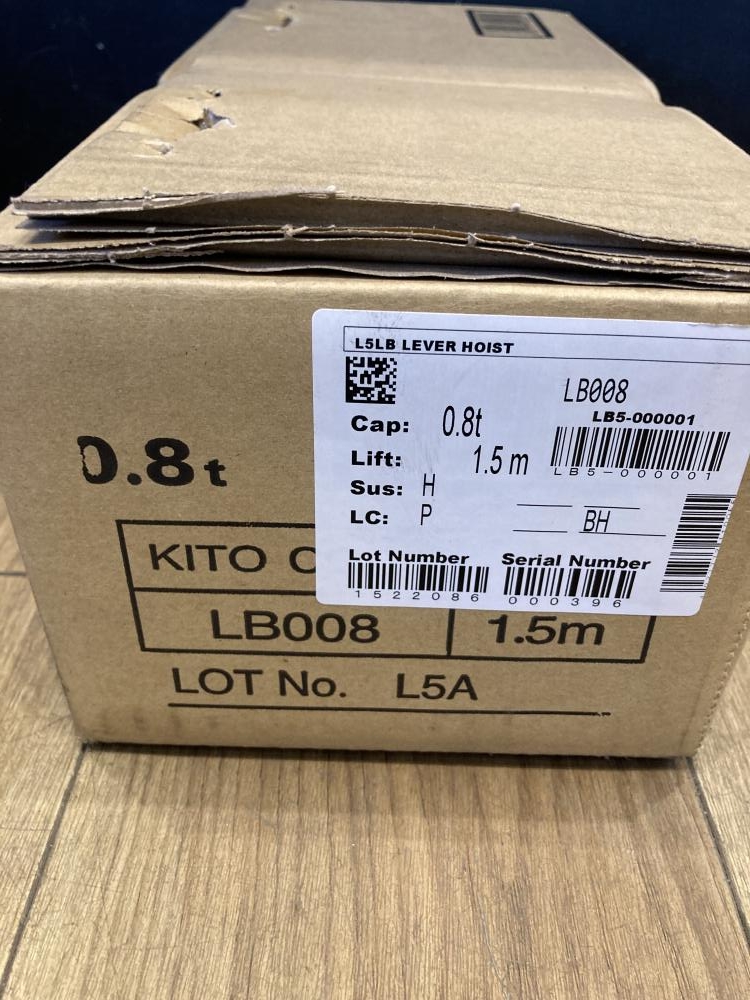 L5LB LEVER HOIST
LB008
LB5-000001
Cap: 0.8t
LB5-000001
Lift: 1.5 m
Sus: H
LC: P
BH
Lot Number Serial Number
1522086 000396
0.8t
KITO C
LB008 1.5m
LOT No. L5A